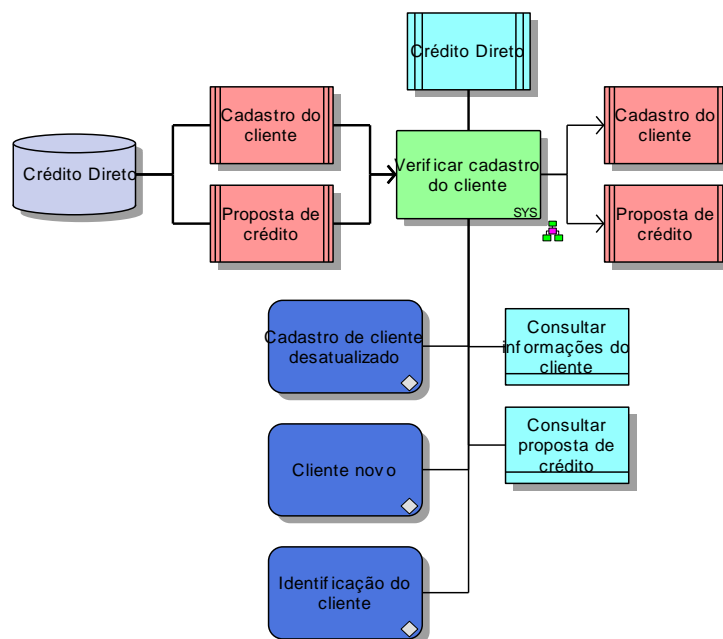 Crédito Direto
Cadastro do
cliente
Cadastro do
cliente
Verificar cadastro
do cliente
SYS
Crédito Direto
Proposta de
crédito
Proposta de
crédito
Cadastro de cliente
desatualizado
Consultar
informações do
cliente
Consultar
proposta de
crédito
Cliente novo
Identificação do
cliente